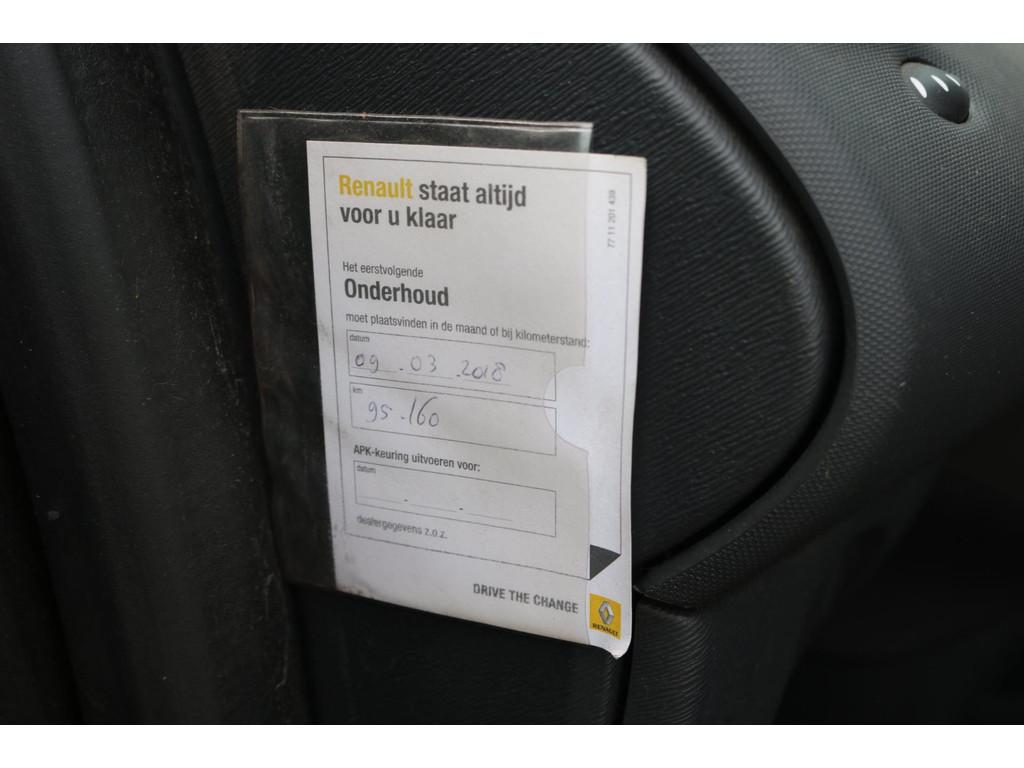 Renault staat altijd
voor u klaar
77 11 201 439
Het eerstvolgende
Onderhoud
moet plaatsvinden in de maand of bij kilometerstand:
datum
09 . 03 . 2018
km
95.160
APK-keuring uitvoeren voor:
datum
dealergegevens z.o.z.
DRIVE THE CHANGE
RENAULT